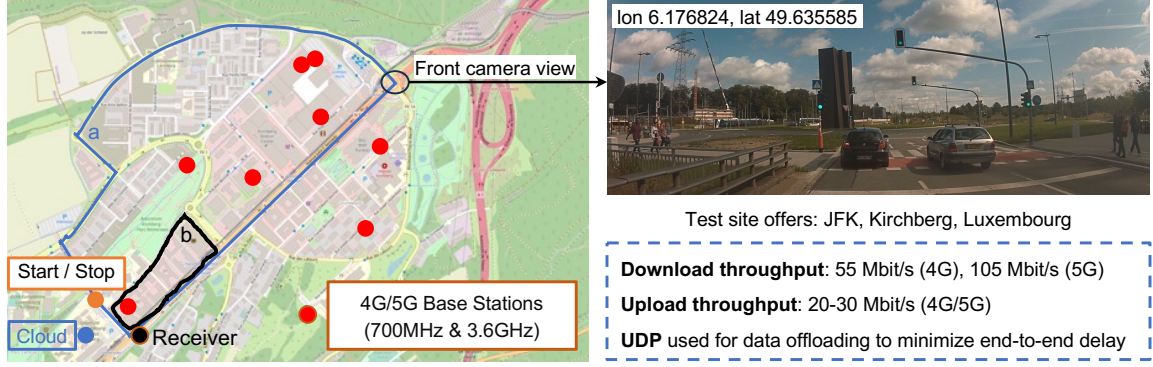 a
b
Start / Stop
Cloud
Receiver
4G/5G Base Stations
(700MHz & 3.6GHz)
Front camera view
lon 6.176824, lat 49.635585
Test site offers: JFK, Kirchberg, Luxembourg
Download throughput: 55 Mbit/s (4G), 105 Mbit/s (5G)
Upload throughput: 20-30 Mbit/s (4G/5G)
UDP used for data offloading to minimize end-to-end delay